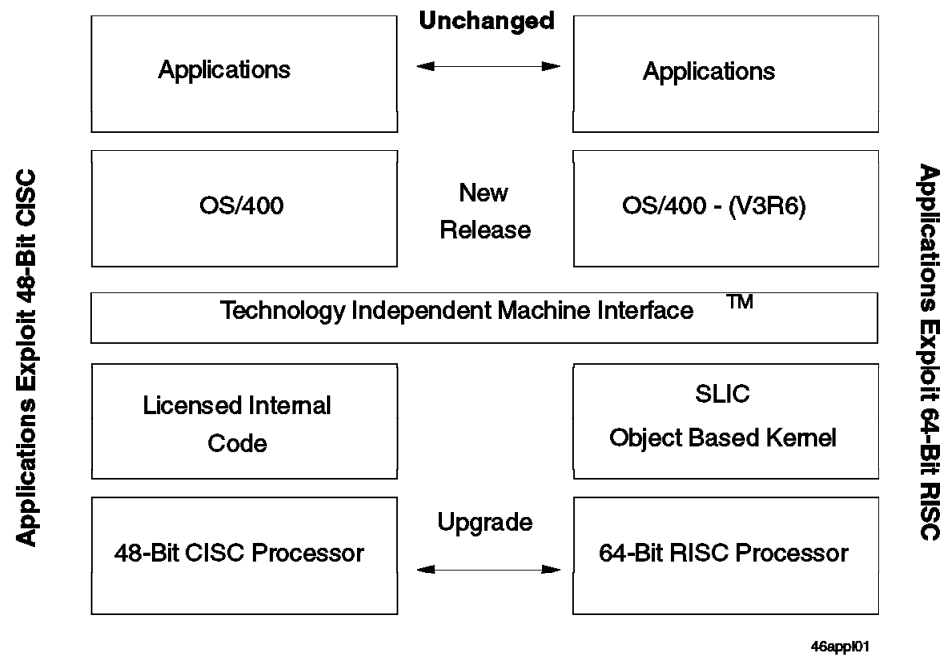 Unchanged
Applications
Applications
OS/400
New
Release
OS/400 - (V3R6)
Technology Independent Machine Interface TM
Licensed Internal
Code
SLIC
Object Based Kernel
48-Bit CISC Processor
Upgrade
64-Bit RISC Processor
Applications Exploit 48-Bit CISC
Applications Exploit 64-Bit RISC
46appl01